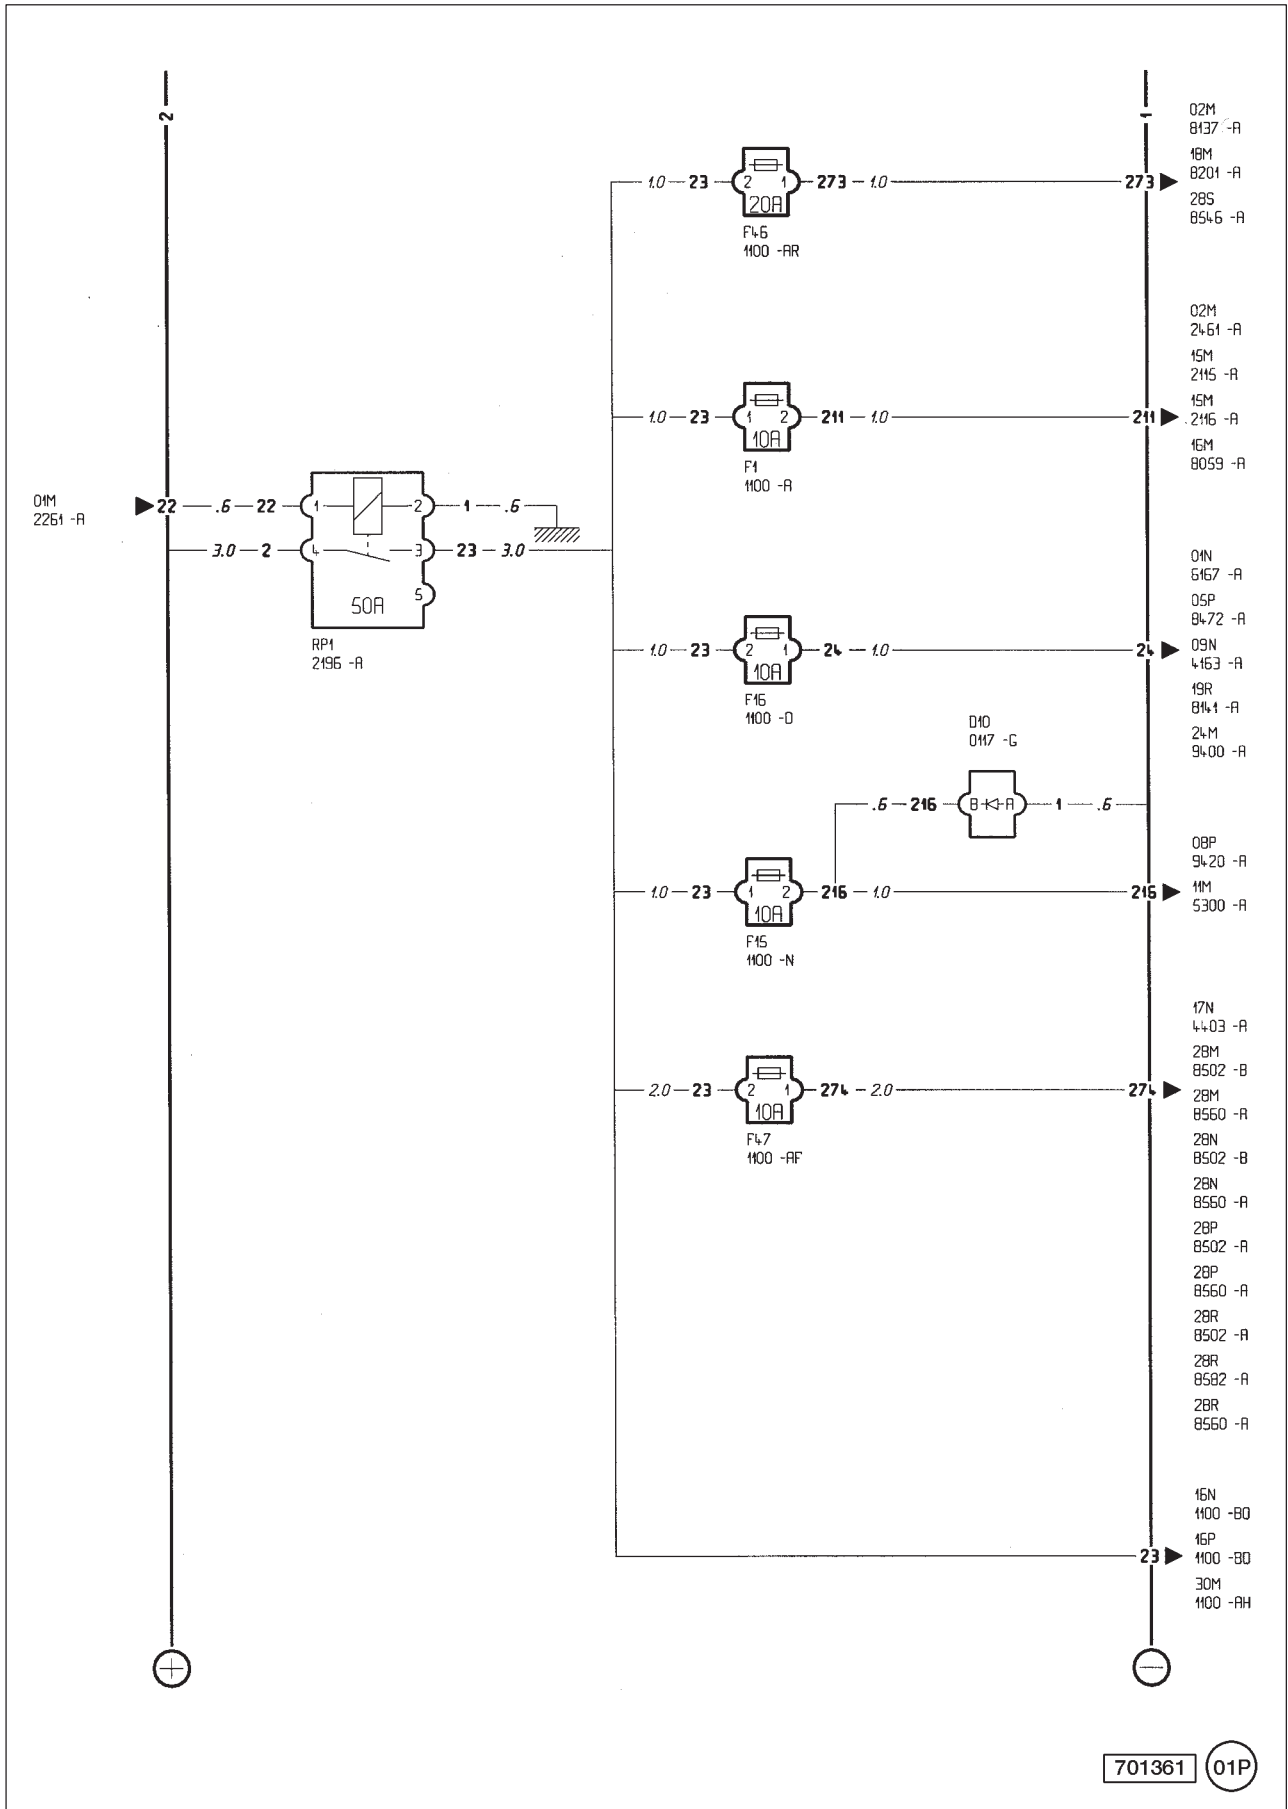 2
1
02M
8137 -A
18M
8201 -A
28S
8546 -A
1.0 23 2 1 273 1.0 273
20A
F46
1100 -AR
02M
2461 -A
15M
2115 -A
15M
2116 -A
16M
8059 -A
1.0 23 1 2 211 1.0 211
10A
F1
1100 -A
01M
2261 -A
22 .6 22 1 2 1 .6
3.0 2 4 3 23 3.0
5
50A
RP1
2196 -A
01N
6167 -A
05P
8472 -A
09N
4163 -A
19R
8141 -A
24M
9400 -A
1.0 23 2 1 24 1.0 24
10A
F16
1100 -O
D10
0117 -G
.6 216 B A 1 .6
08P
9420 -A
11M
5300 -A
1.0 23 1 2 216 1.0 216
10A
F15
1100 -N
17N
4403 -A
28M
8502 -B
28M
8560 -A
28N
8502 -B
28N
8560 -A
28P
8502 -A
28P
8560 -A
28R
8502 -A
28R
8582 -A
28R
8560 -A
2.0 23 2 1 274 2.0 274
10A
F47
1100 -AF
16N
1100 -BQ
16P
1100 -BQ
30M
1100 -AH
23
+
−
701361 01P